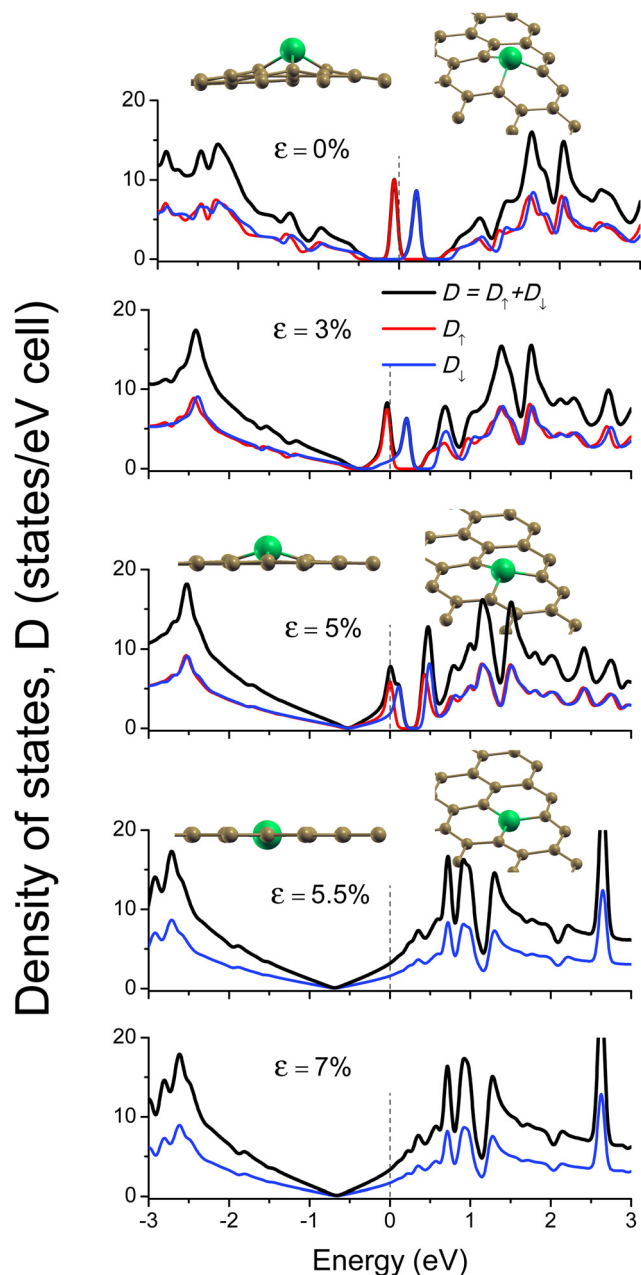 Density of states, D (states/eV cell)
20
10
0
ε = 0%
D = D↑+D↓
D↑
D↓
20
10
0
ε = 3%
20
10
0
ε = 5%
20
10
0
ε = 5.5%
20
10
0
ε = 7%
-3 -2 -1 0 1 2 3
Energy (eV)